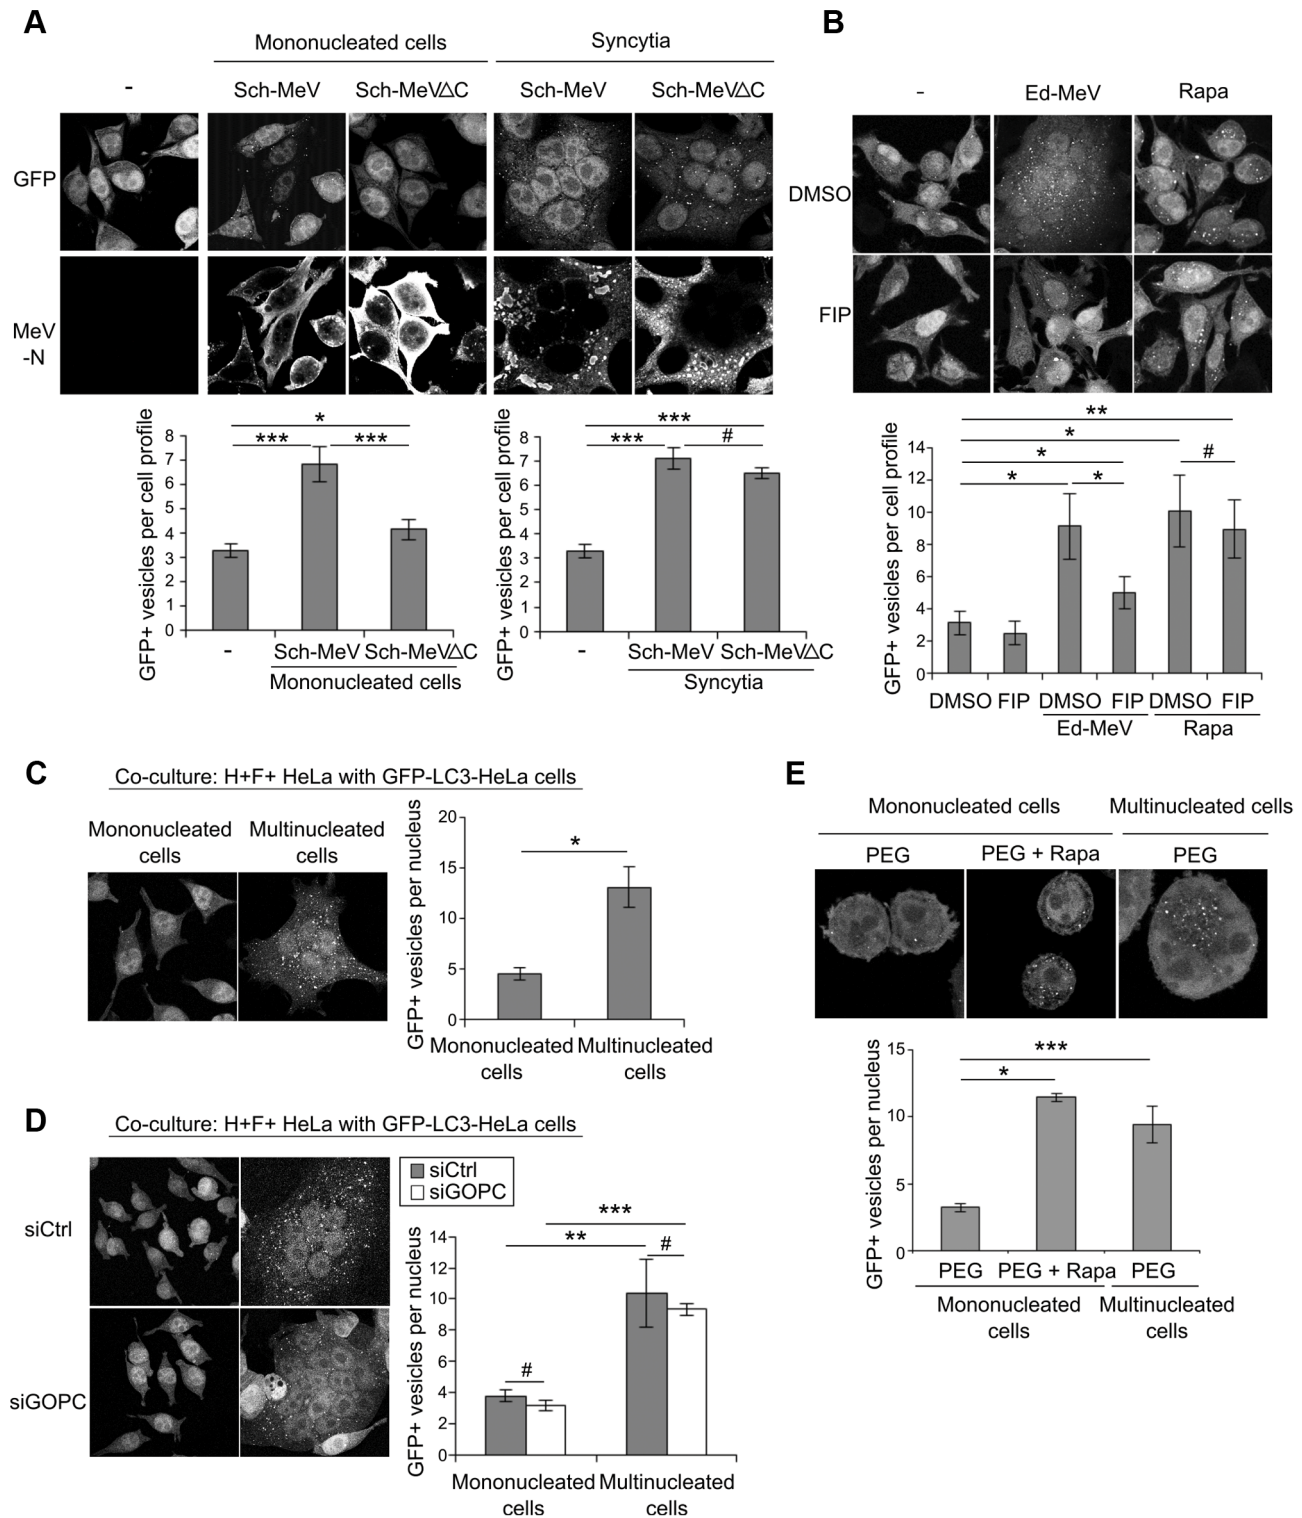 A
Mononucleated cells
Syncytia
-
Sch-MeV
Sch-MeV△C
Sch-MeV
Sch-MeV△C
GFP
MeV
-N
GFP+ vesicles per cell profile
8
7
6
5
4
3
2
1
0
*
***
***
-
Sch-MeV
Sch-MeV△C
Mononucleated cells
GFP+ vesicles per cell profile
8
7
6
5
4
3
2
1
0
***
***
#
-
Sch-MeV
Sch-MeV△C
Syncytia
B
-
Ed-MeV
Rapa
DMSO
FIP
GFP+ vesicles per cell profile
14
12
10
8
6
4
2
0
**
*
*
#
*
*
DMSO
FIP
DMSO
FIP
DMSO
FIP
Ed-MeV
Rapa
C
Co-culture: H+F+ HeLa with GFP-LC3-HeLa cells
Mononucleated
cells
Multinucleated
cells
GFP+ vesicles per nucleus
20
15
10
5
0
*
Mononucleated
cells
Multinucleated
cells
D
Co-culture: H+F+ HeLa with GFP-LC3-HeLa cells
siCtrl
siGOPC
siCtrl
siGOPC
GFP+ vesicles per nucleus
14
12
10
8
6
4
2
0
***
**
#
#
Mononucleated
cells
Multinucleated
cells
E
Mononucleated cells
Multinucleated cells
PEG
PEG + Rapa
PEG
GFP+ vesicles per nucleus
15
10
5
0
***
*
PEG
PEG + Rapa
PEG
Mononucleated
cells
Multinucleated
cells